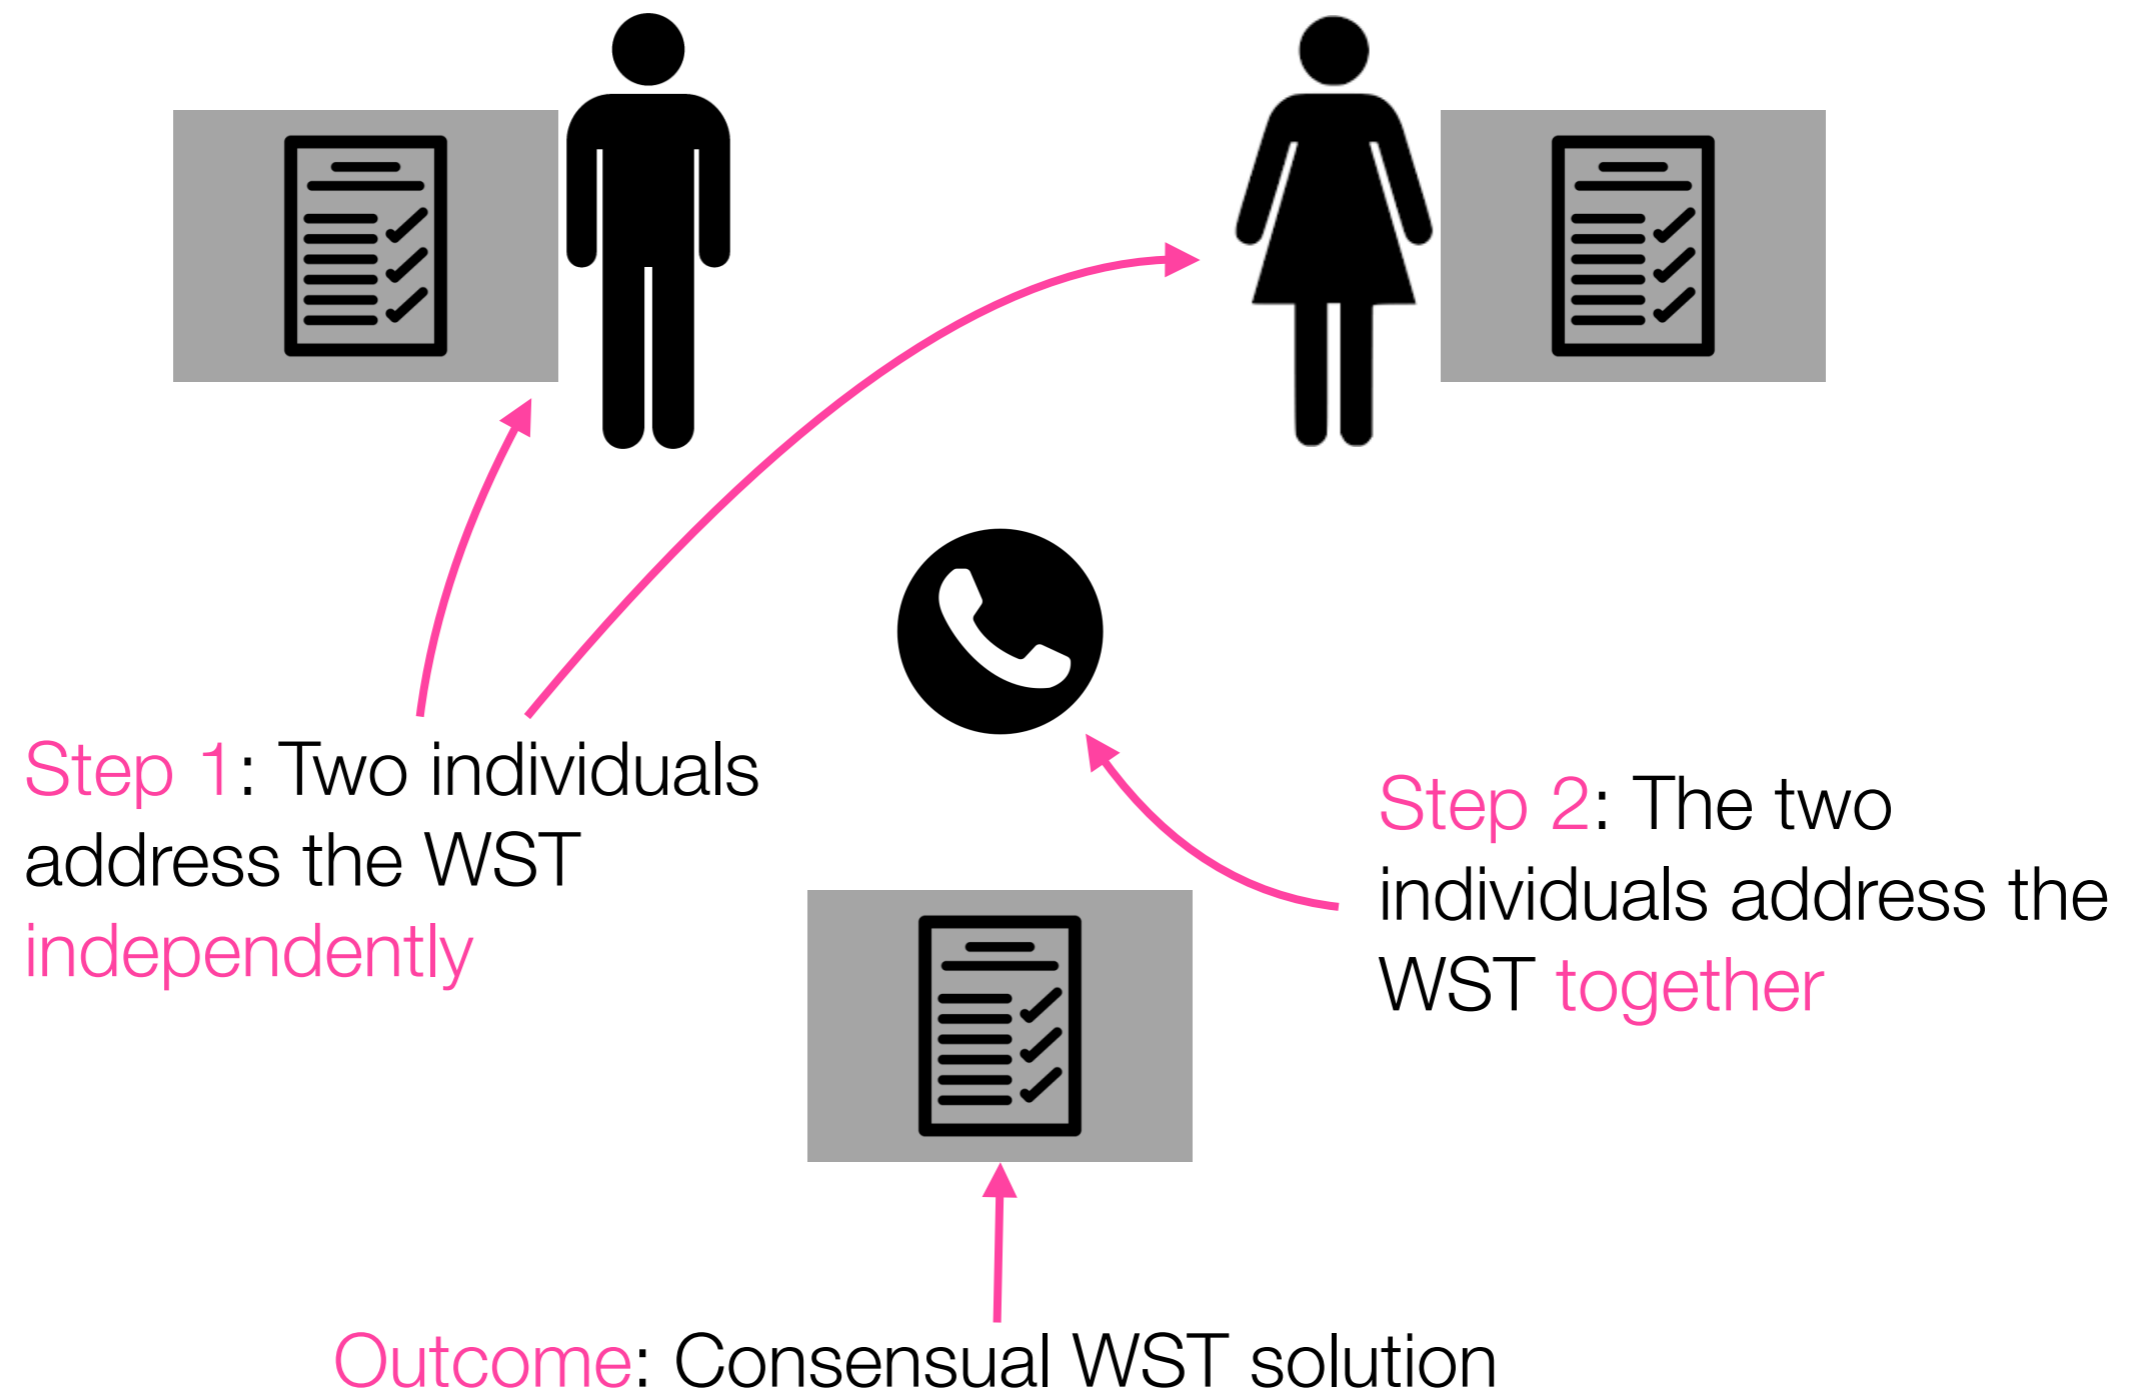 Step 1: Two individuals
address the WST
independently
Step 2: The two
individuals address the
WST together
Outcome: Consensual WST solution